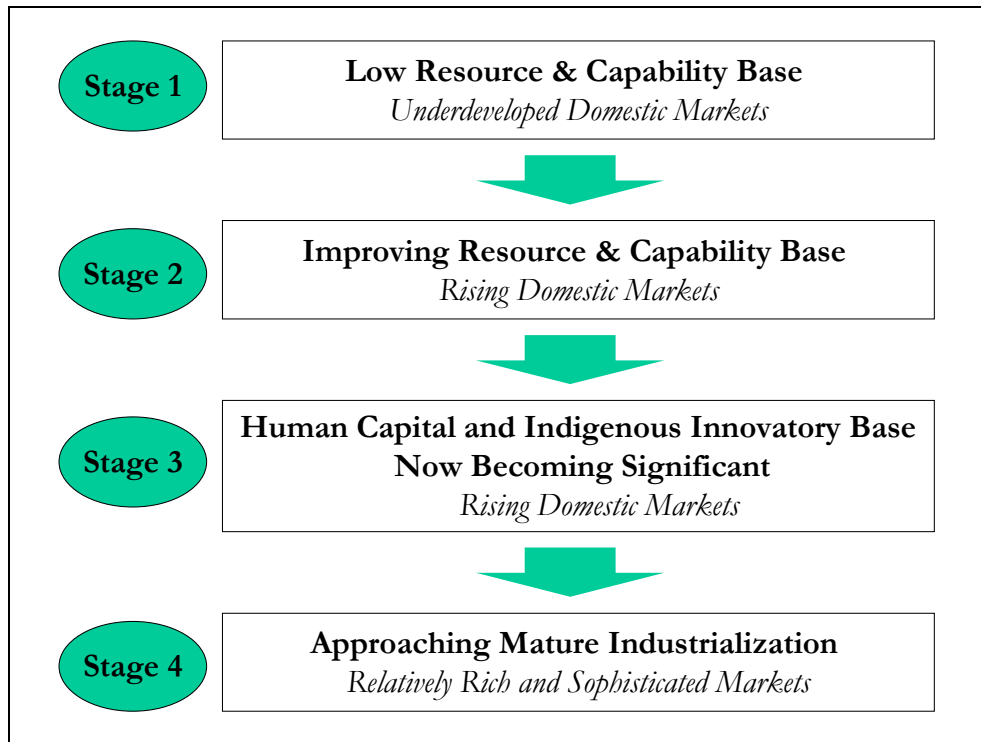 Stage 1
Low Resource & Capability Base
Underdeveloped Domestic Markets
Stage 2
Improving Resource & Capability Base
Rising Domestic Markets
Stage 3
Human Capital and Indigenous Innovatory Base
Now Becoming Significant
Rising Domestic Markets
Stage 4
Approaching Mature Industrialization
Relatively Rich and Sophisticated Markets